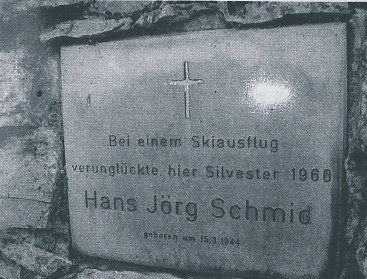 Bei einem Skiausflug
verunglückte hier Silvester 1960
Hans Jörg Schmid
geboren am 15.3.1944